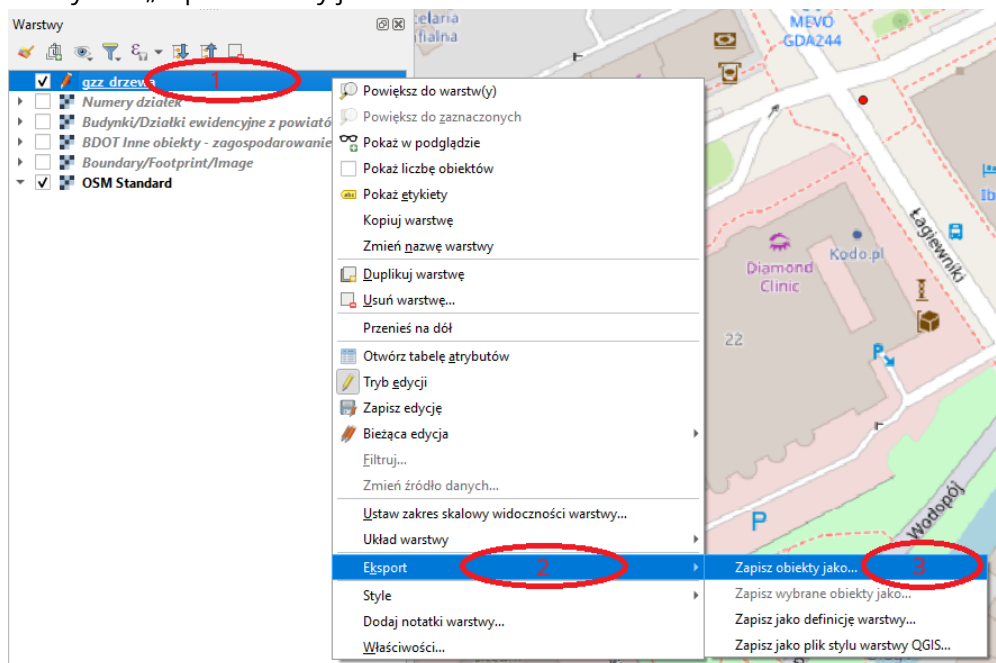 Warstwy
1
gzz_drzewa
Numery działek
Budynki/Działki ewidencyjne z powiató
BDOT Inne obiekty - zagospodarowanie
Boundary/Footprint/Image
OSM Standard
Powiększ do warstw(y)
Powiększ do zaznaczonych
Pokaż w podglądzie
Pokaż liczbę obiektów
abc
Pokaż etykiety
Kopiuj warstwę
Zmień nazwę warstwy
Duplikuj warstwę
Usuń warstwę...
Przenieś na dół
Otwórz tabelę atrybutów
Tryb edycji
Zapisz edycję
Bieżąca edycja
Filtruj...
Zmień źródło danych...
Ustaw zakres skalowy widoczności warstwy...
Układ warstwy
Eksport
2
Style
Dodaj notatki warstwy...
Właściwości...
Zapisz obiekty jako...
3
Zapisz wybrane obiekty jako...
Zapisz jako definicję warstwy...
Zapisz jako plik stylu warstwy QGIS...
MEVO
GDA244
Łagiewniki
Ib
Kodo.pl
Diamond
Clinic
22
P
Wodopój
P